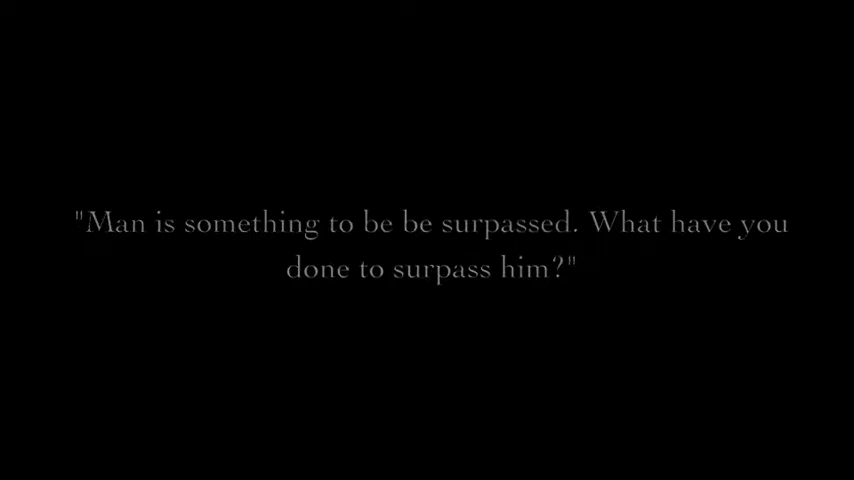 "Man is something to be be surpassed. What have you
done to surpass him?"